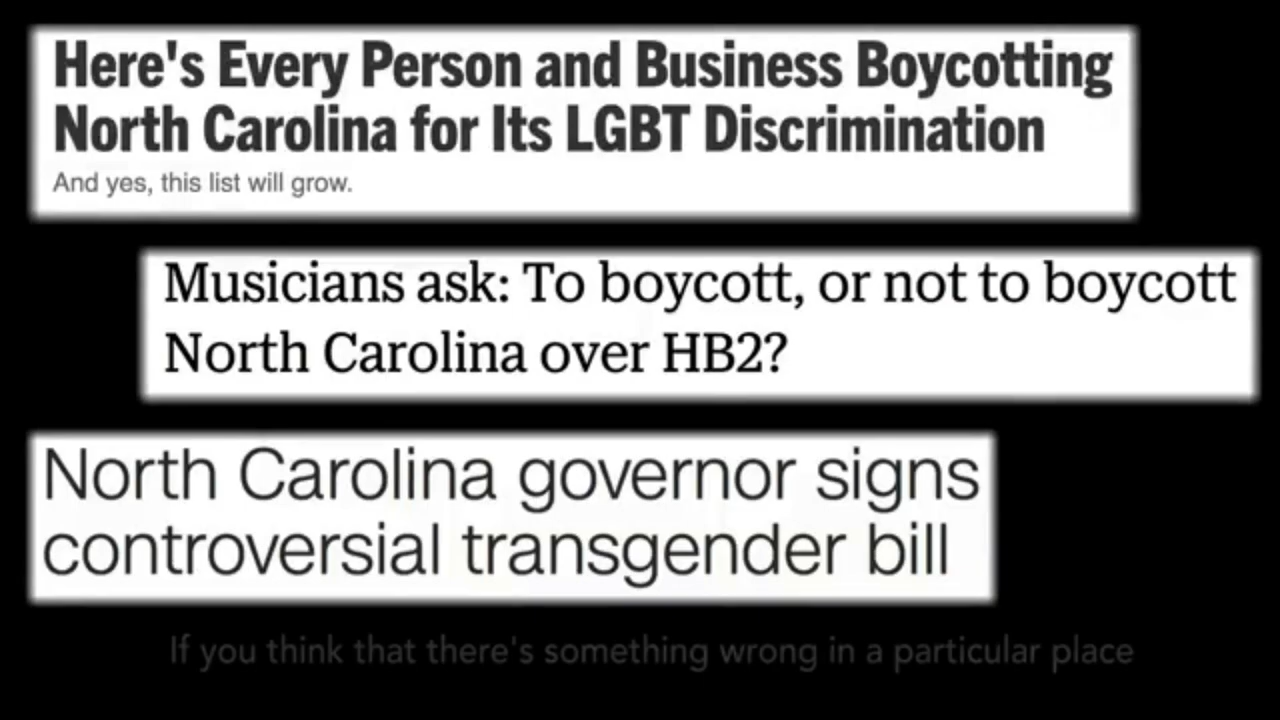 Here's Every Person and Business Boycotting
North Carolina for Its LGBT Discrimination
And yes, this list will grow.
Musicians ask: To boycott, or not to boycott
North Carolina over HB2?
North Carolina governor signs
controversial transgender bill
If you think that there's something wrong in a particular place